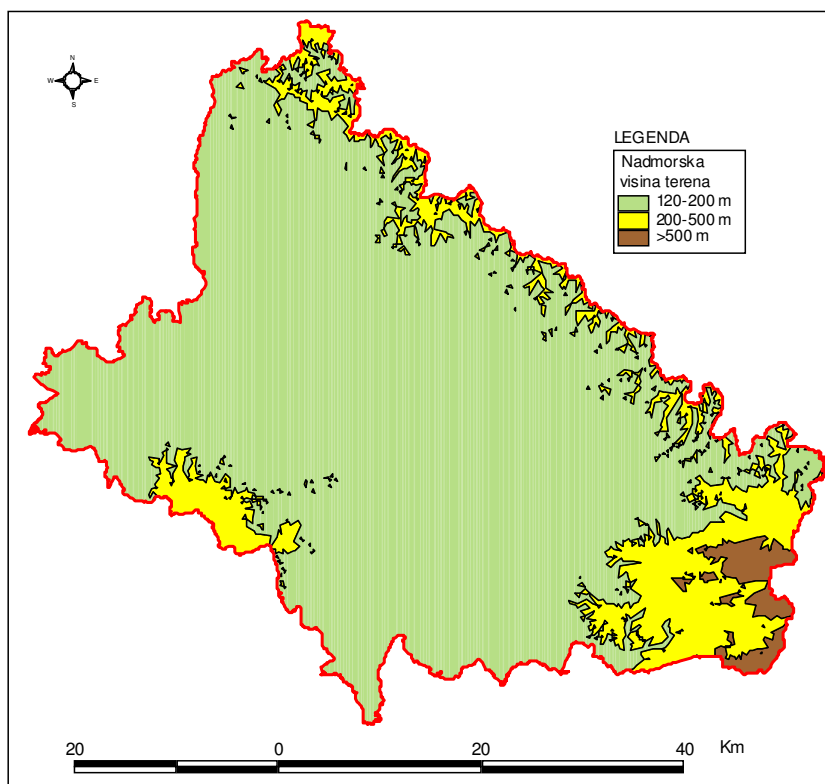 N
W E
S
LEGENDA
Nadmorska
visina terena
120-200 m
200-500 m
>500 m
20 0 20 40 Km